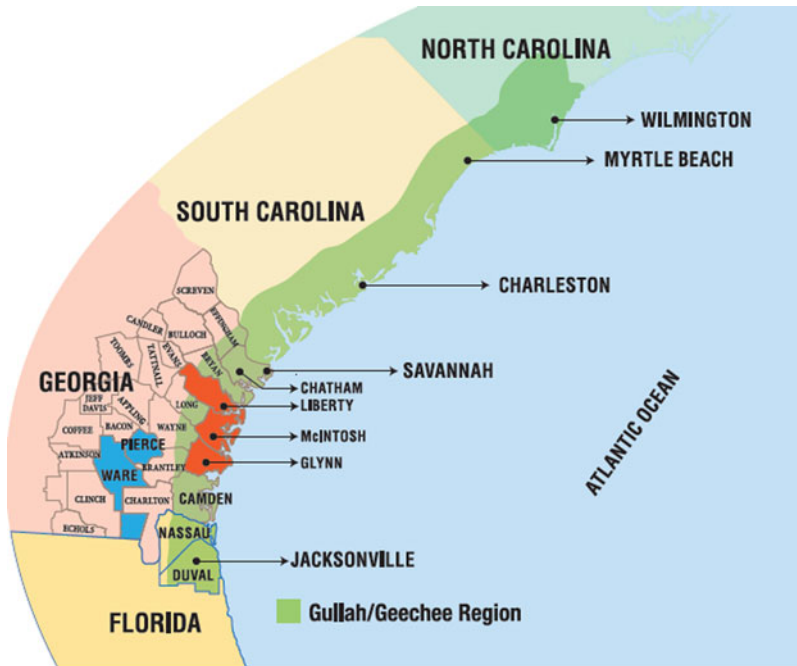 NORTH CAROLINA
WILMINGTON
MYRTLE BEACH
SOUTH CAROLINA
SCREVEN
CHARLESTON
EFFINGHAM
CANDLER
BULLOCH
TOOMBS
TATTNALL
EVANS
BRYAN
SAVANNAH
GEORGIA
CHATHAM
JEFF
DAVIS
APPLING
LONG
LIBERTY
COFFEE
BACON
WAYNE
PIERCE
McINTOSH
ATKINSON
WARE
BRANTLEY
GLYNN
ATLANTIC OCEAN
CLINCH
CHARLTON
CAMDEN
ECHOLS
NASSAU
JACKSONVILLE
DUVAL
FLORIDA
Gullah/Geechee Region